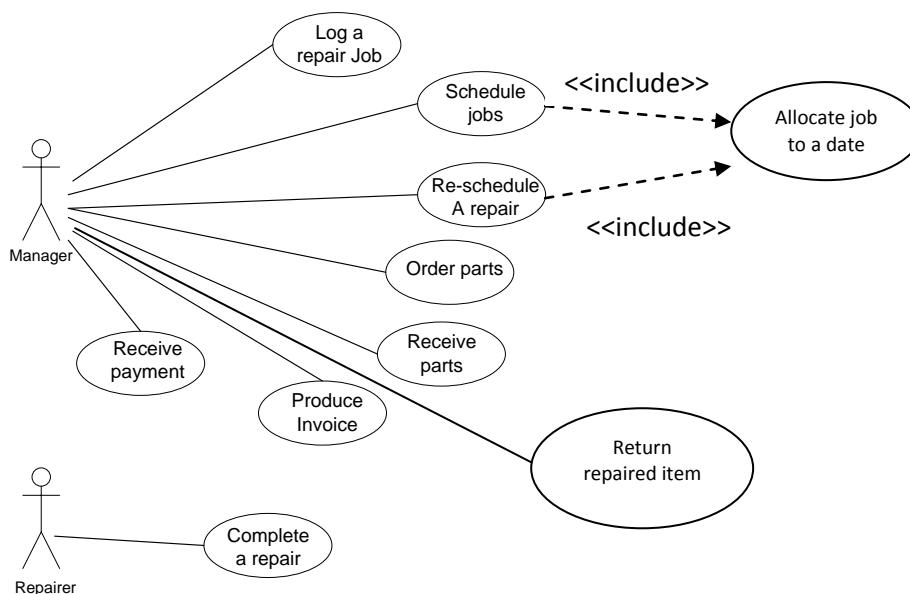 Log a
repair Job
Schedule
jobs
<<include>>
Allocate job
to a date
Re-schedule
A repair
<<include>>
Manager
Order parts
Receive
parts
Receive
payment
Produce
Invoice
Return
repaired item
Complete
a repair
Repairer